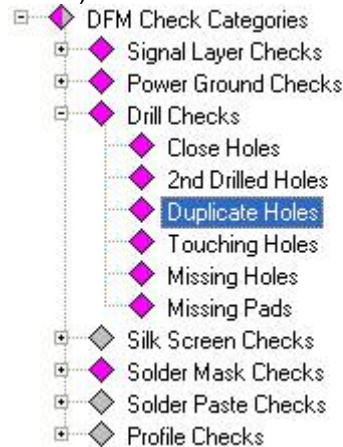 DFM Check Categories
Signal Layer Checks
Power Ground Checks
Drill Checks
Close Holes
2nd Drilled Holes
Duplicate Holes
Touching Holes
Missing Holes
Missing Pads
Silk Screen Checks
Solder Mask Checks
Solder Paste Checks
Profile Checks